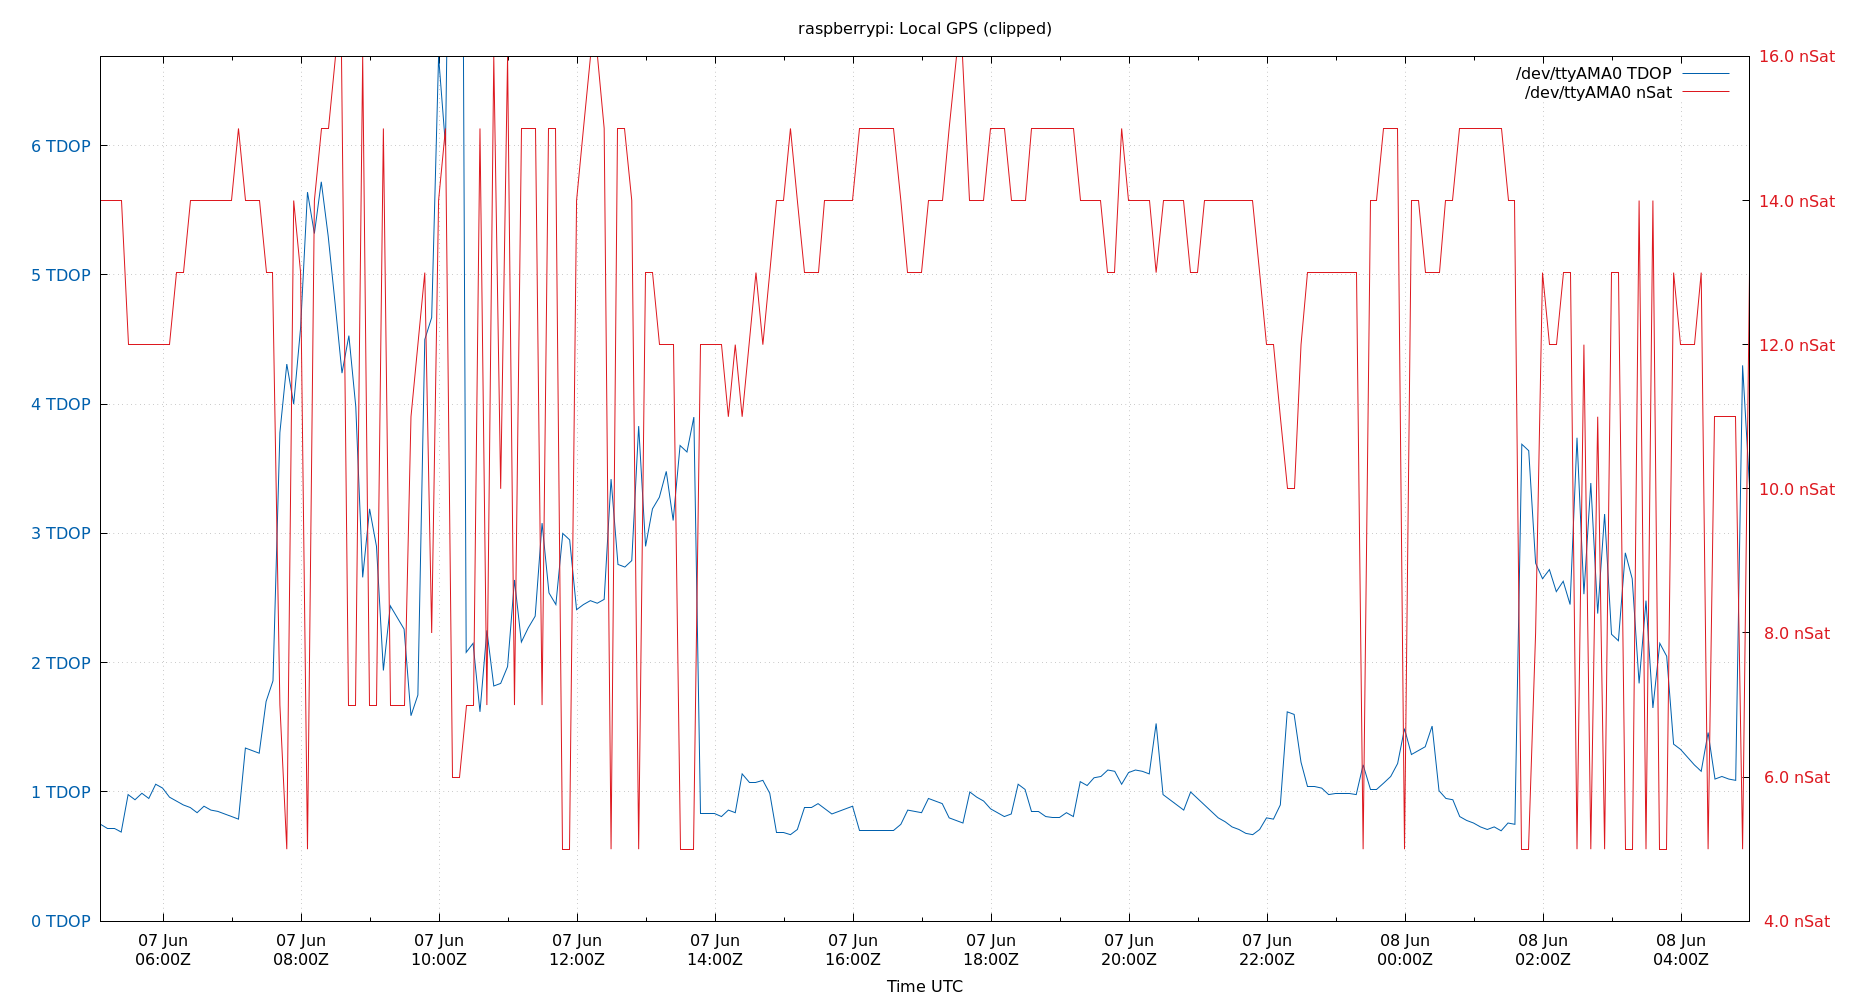 raspberrypi: Local GPS (clipped)
/dev/ttyAMA0 TDOP
/dev/ttyAMA0 nSat
6 TDOP
5 TDOP
4 TDOP
3 TDOP
2 TDOP
1 TDOP
0 TDOP
16.0 nSat
14.0 nSat
12.0 nSat
10.0 nSat
8.0 nSat
6.0 nSat
4.0 nSat
07 Jun
06:00Z
07 Jun
08:00Z
07 Jun
10:00Z
07 Jun
12:00Z
07 Jun
14:00Z
07 Jun
16:00Z
07 Jun
18:00Z
07 Jun
20:00Z
07 Jun
22:00Z
08 Jun
00:00Z
08 Jun
02:00Z
08 Jun
04:00Z
Time UTC